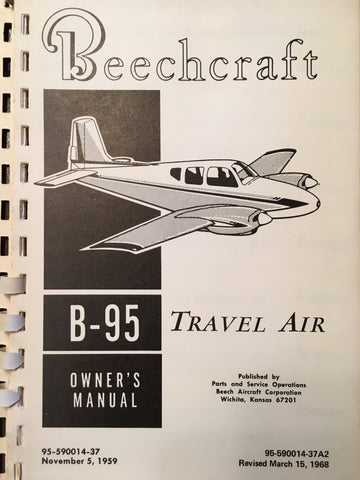 Beechcraft
B-95 TRAVEL AIR
OWNER'S
MANUAL
Published by
Parts and Service Operations
Beech Aircraft Corporation
Wichita, Kansas 67201
95-590014-37
November 5, 1959
95-590014-37A2
Revised March 15, 1968